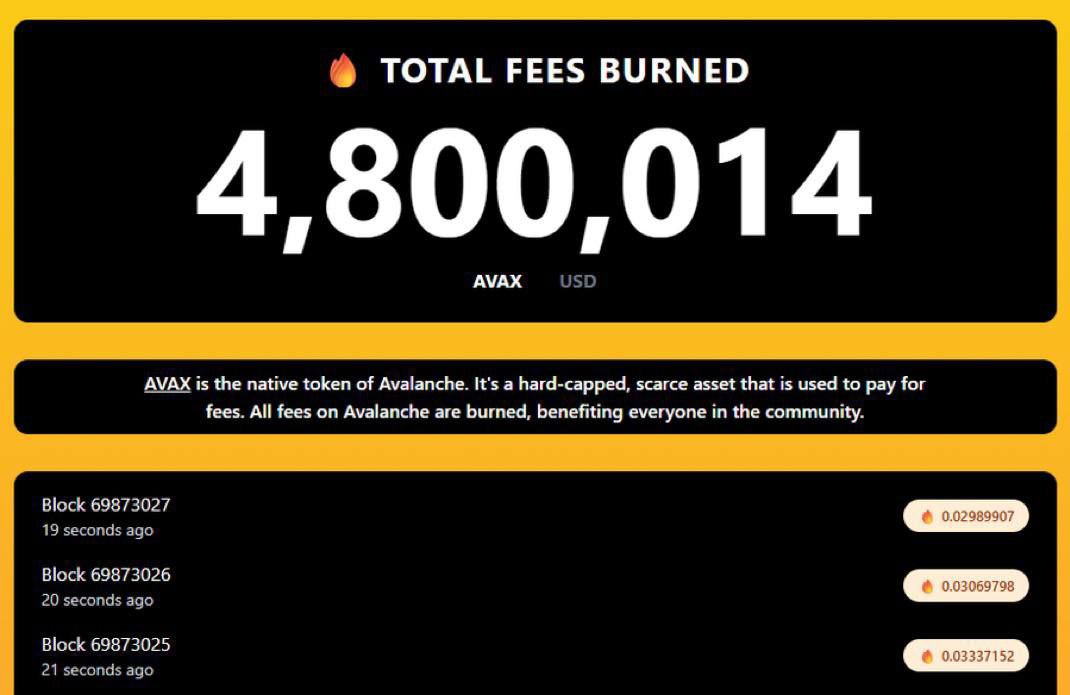 TOTAL FEES BURNED
4,800,014
AVAX USD
AVAX is the native token of Avalanche. It's a hard-capped, scarce asset that is used to pay for
fees. All fees on Avalanche are burned, benefiting everyone in the community.
Block 69873027
19 seconds ago
0.02989907
Block 69873026
20 seconds ago
0.03069798
Block 69873025
21 seconds ago
0.03337152